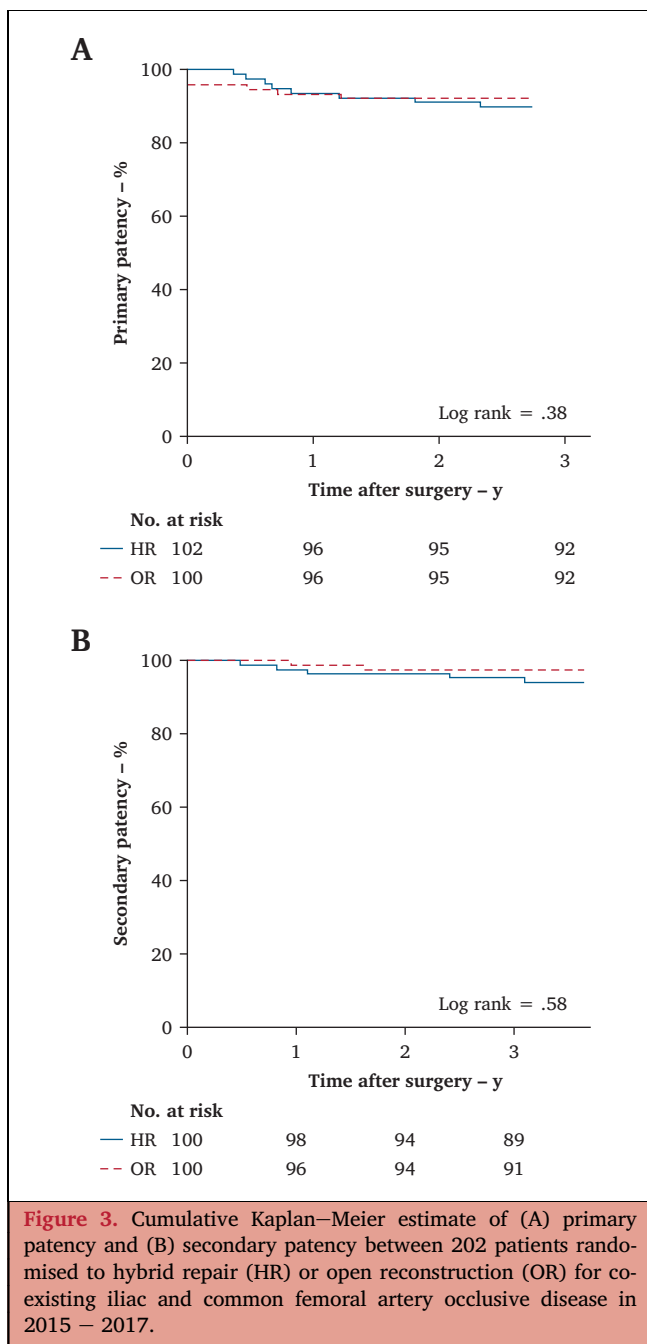 A
100
80
60
40
20
0
Primary patency – %
Log rank = .38
0 1 2 3
Time after surgery – y
No. at risk
HR 102 96 95 92
OR 100 96 95 92
B
100
80
60
40
20
0
Secondary patency – %
Log rank = .58
0 1 2 3
Time after surgery – y
No. at risk
HR 100 98 94 89
OR 100 96 94 91
Figure 3. Cumulative Kaplan–Meier estimate of (A) primary
patency and (B) secondary patency between 202 patients rando-
mised to hybrid repair (HR) or open reconstruction (OR) for co-
existing iliac and common femoral artery occlusive disease in
2015 – 2017.